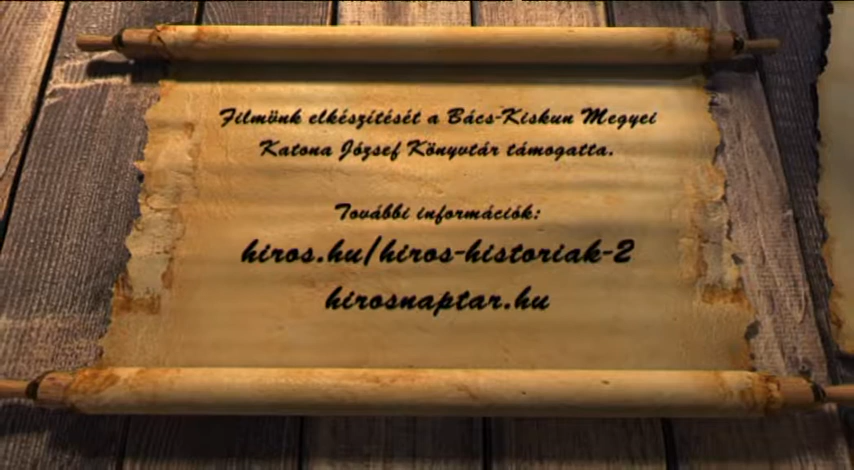 Filmünk elkészítését a Bács-Kiskun Megyei
Katona József Könyvtár támogatta.
További információk:
hiros.hu/hiros-historiak-2
hirosnaptar.hu